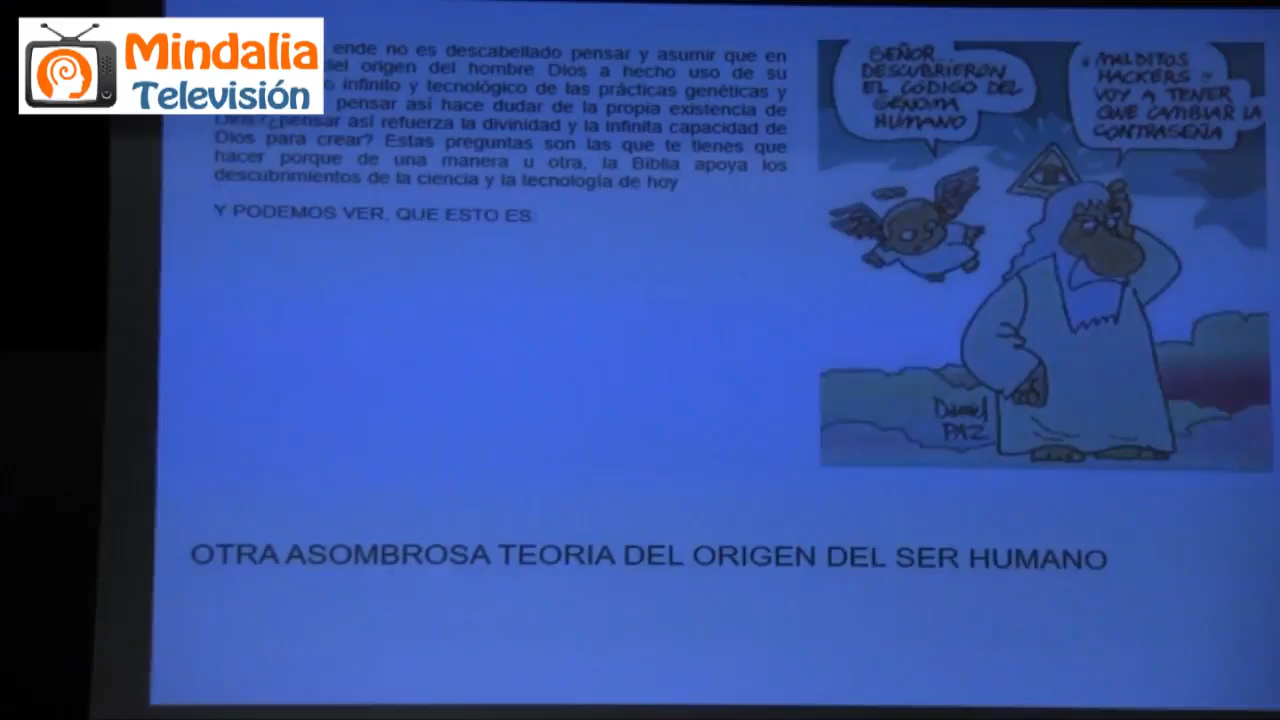 Mindalia
Televisión
ende no es descabellado pensar y asumir que en
del origen del hombre Dios a hecho uso de su
infinito y tecnológico de las prácticas genéticas y
pensar así hace dudar de la propia existencia de
Dios?¿pensar así refuerza la divinidad y la infinita capacidad de
Dios para crear? Estas preguntas son las que te tienes que
hacer porque de una manera u otra, la Biblia apoya los
descubrimientos de la ciencia y la tecnología de hoy
Y PODEMOS VER, QUE ESTO ES:
SEÑOR...
DESCUBRIERON
EL CÓDIGO DEL
GENOMA
HUMANO
¡MALDITOS
HACKERS!!
VOY A TENER
QUE CAMBIAR LA
CONTRASEÑA
Daniel
PAZ
OTRA ASOMBROSA TEORIA DEL ORIGEN DEL SER HUMANO